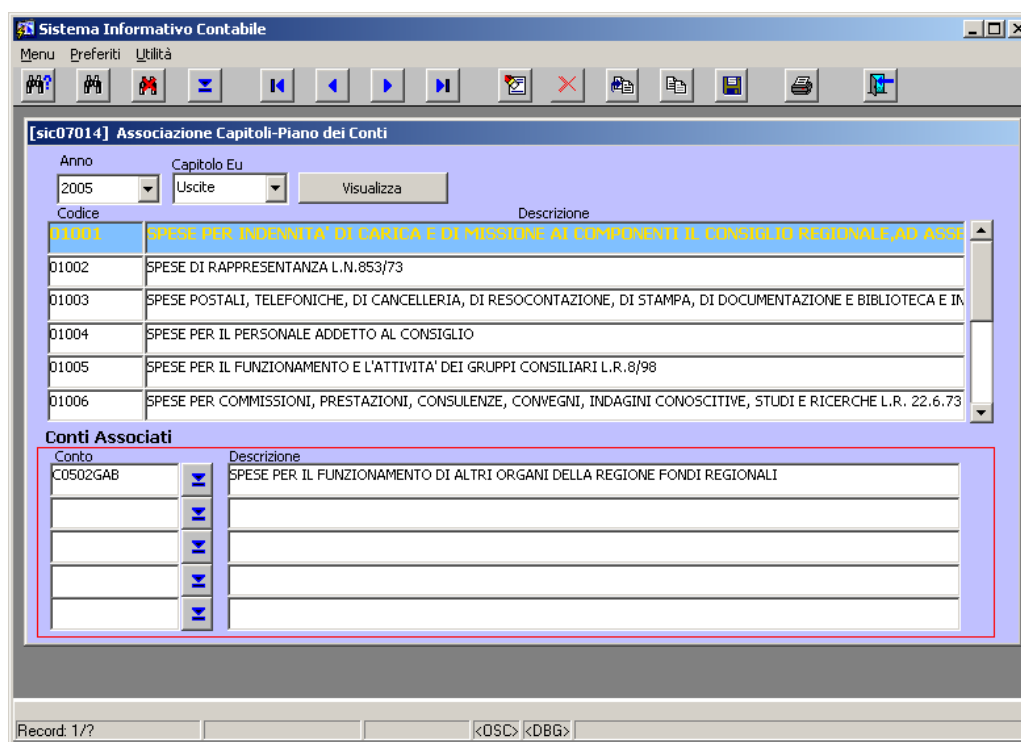 Sistema Informativo Contabile
Menu Preferiti Utilità
[sic07014] Associazione Capitoli-Piano dei Conti
Anno Capitolo Eu
2005 Uscite Visualizza
Codice Descrizione
01001 SPESE PER INDENNITA' DI CARICA E DI MISSIONE AI COMPONENTI IL CONSIGLIO REGIONALE,AD ASSE
01002 SPESE DI RAPPRESENTANZA L.N.853/73
01003 SPESE POSTALI, TELEFONICHE, DI CANCELLERIA, DI RESOCONTAZIONE, DI STAMPA, DI DOCUMENTAZIONE E BIBLIOTECA E IN
01004 SPESE PER IL PERSONALE ADDETTO AL CONSIGLIO
01005 SPESE PER IL FUNZIONAMENTO E L'ATTIVITA' DEI GRUPPI CONSILIARI L.R.8/98
01006 SPESE PER COMMISSIONI, PRESTAZIONI, CONSULENZE, CONVEGNI, INDAGINI CONOSCITIVE, STUDI E RICERCHE L.R. 22.6.73
Conti Associati
Conto Descrizione
C0502GAB SPESE PER IL FUNZIONAMENTO DI ALTRI ORGANI DELLA REGIONE FONDI REGIONALI
Record: 1/? <OSC> <DBG>